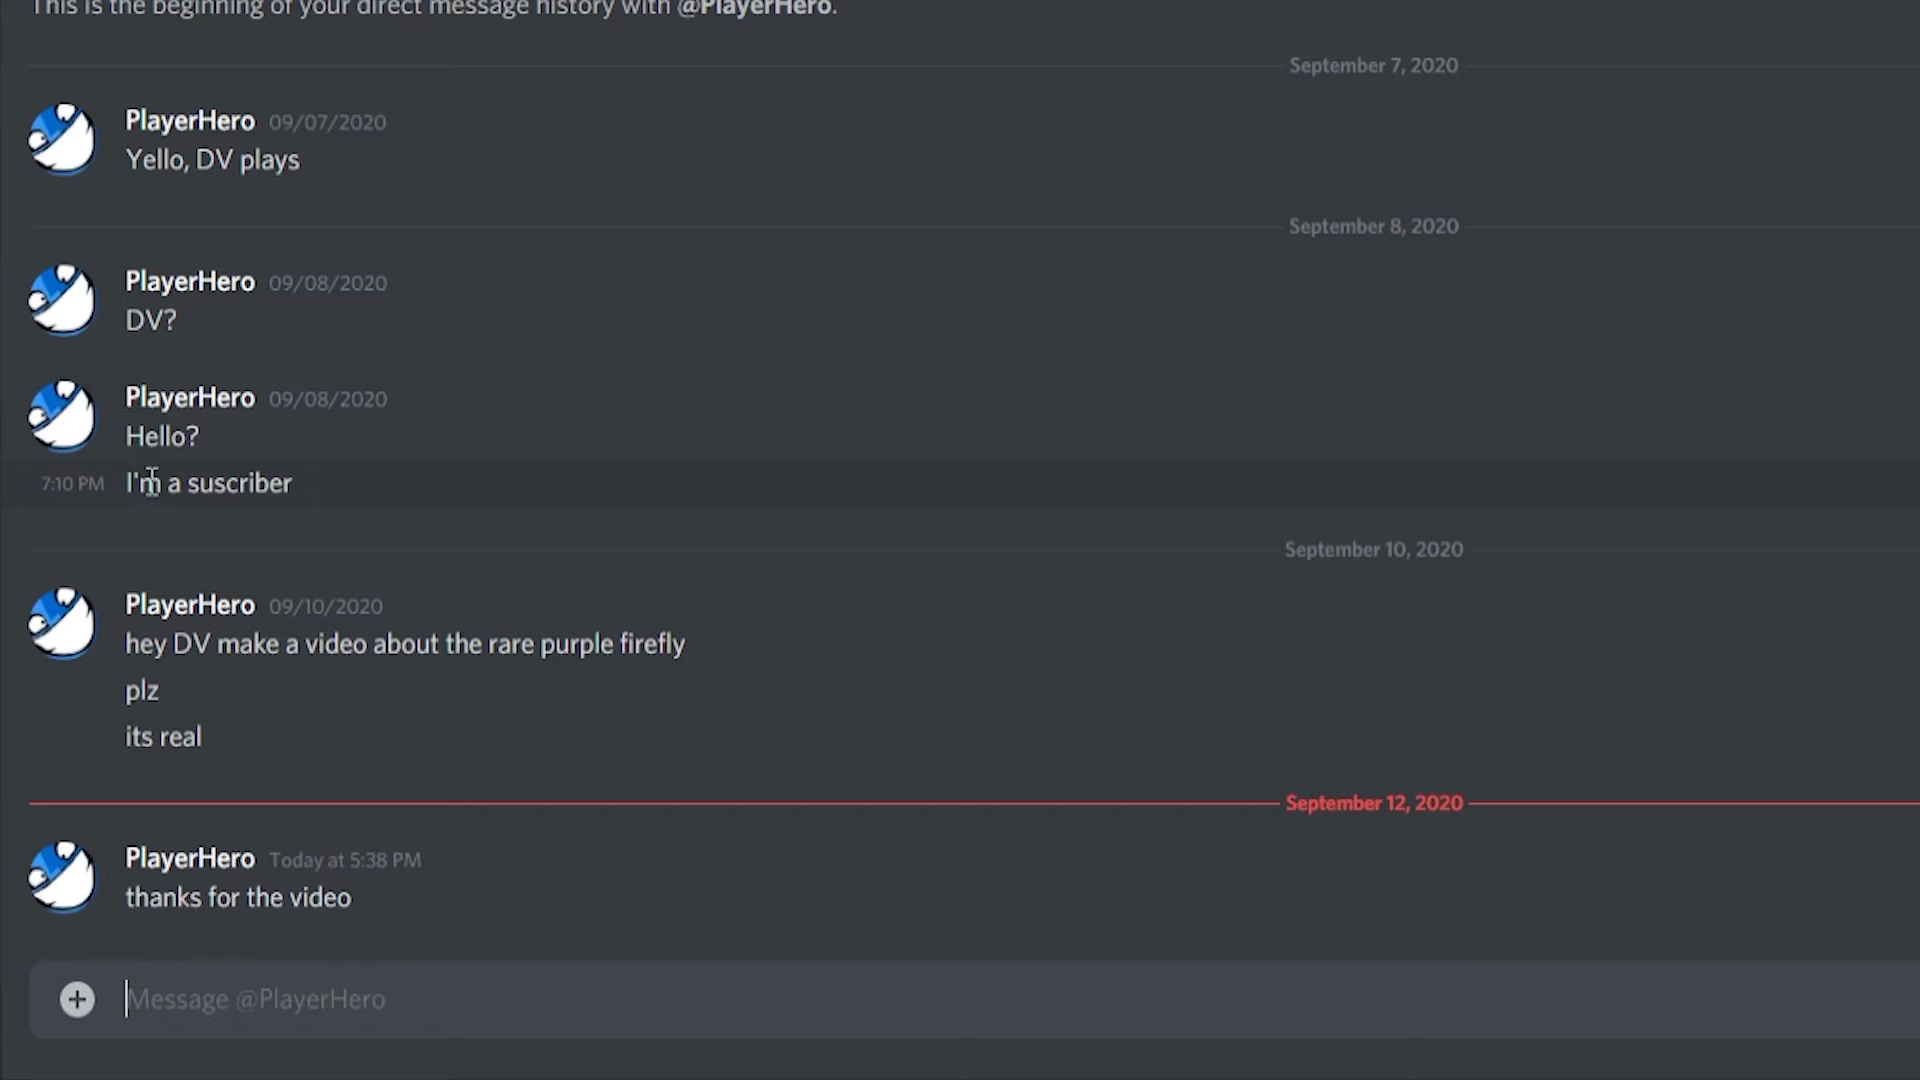 This is the beginning of your direct message history with @PlayerHero.
September 7, 2020
PlayerHero 09/07/2020
Yello, DV plays
September 8, 2020
PlayerHero 09/08/2020
DV?
PlayerHero 09/08/2020
Hello?
7:10 PM I'm a suscriber
September 10, 2020
PlayerHero 09/10/2020
hey DV make a video about the rare purple firefly
plz
its real
September 12, 2020
PlayerHero Today at 5:38 PM
thanks for the video
Message @PlayerHero